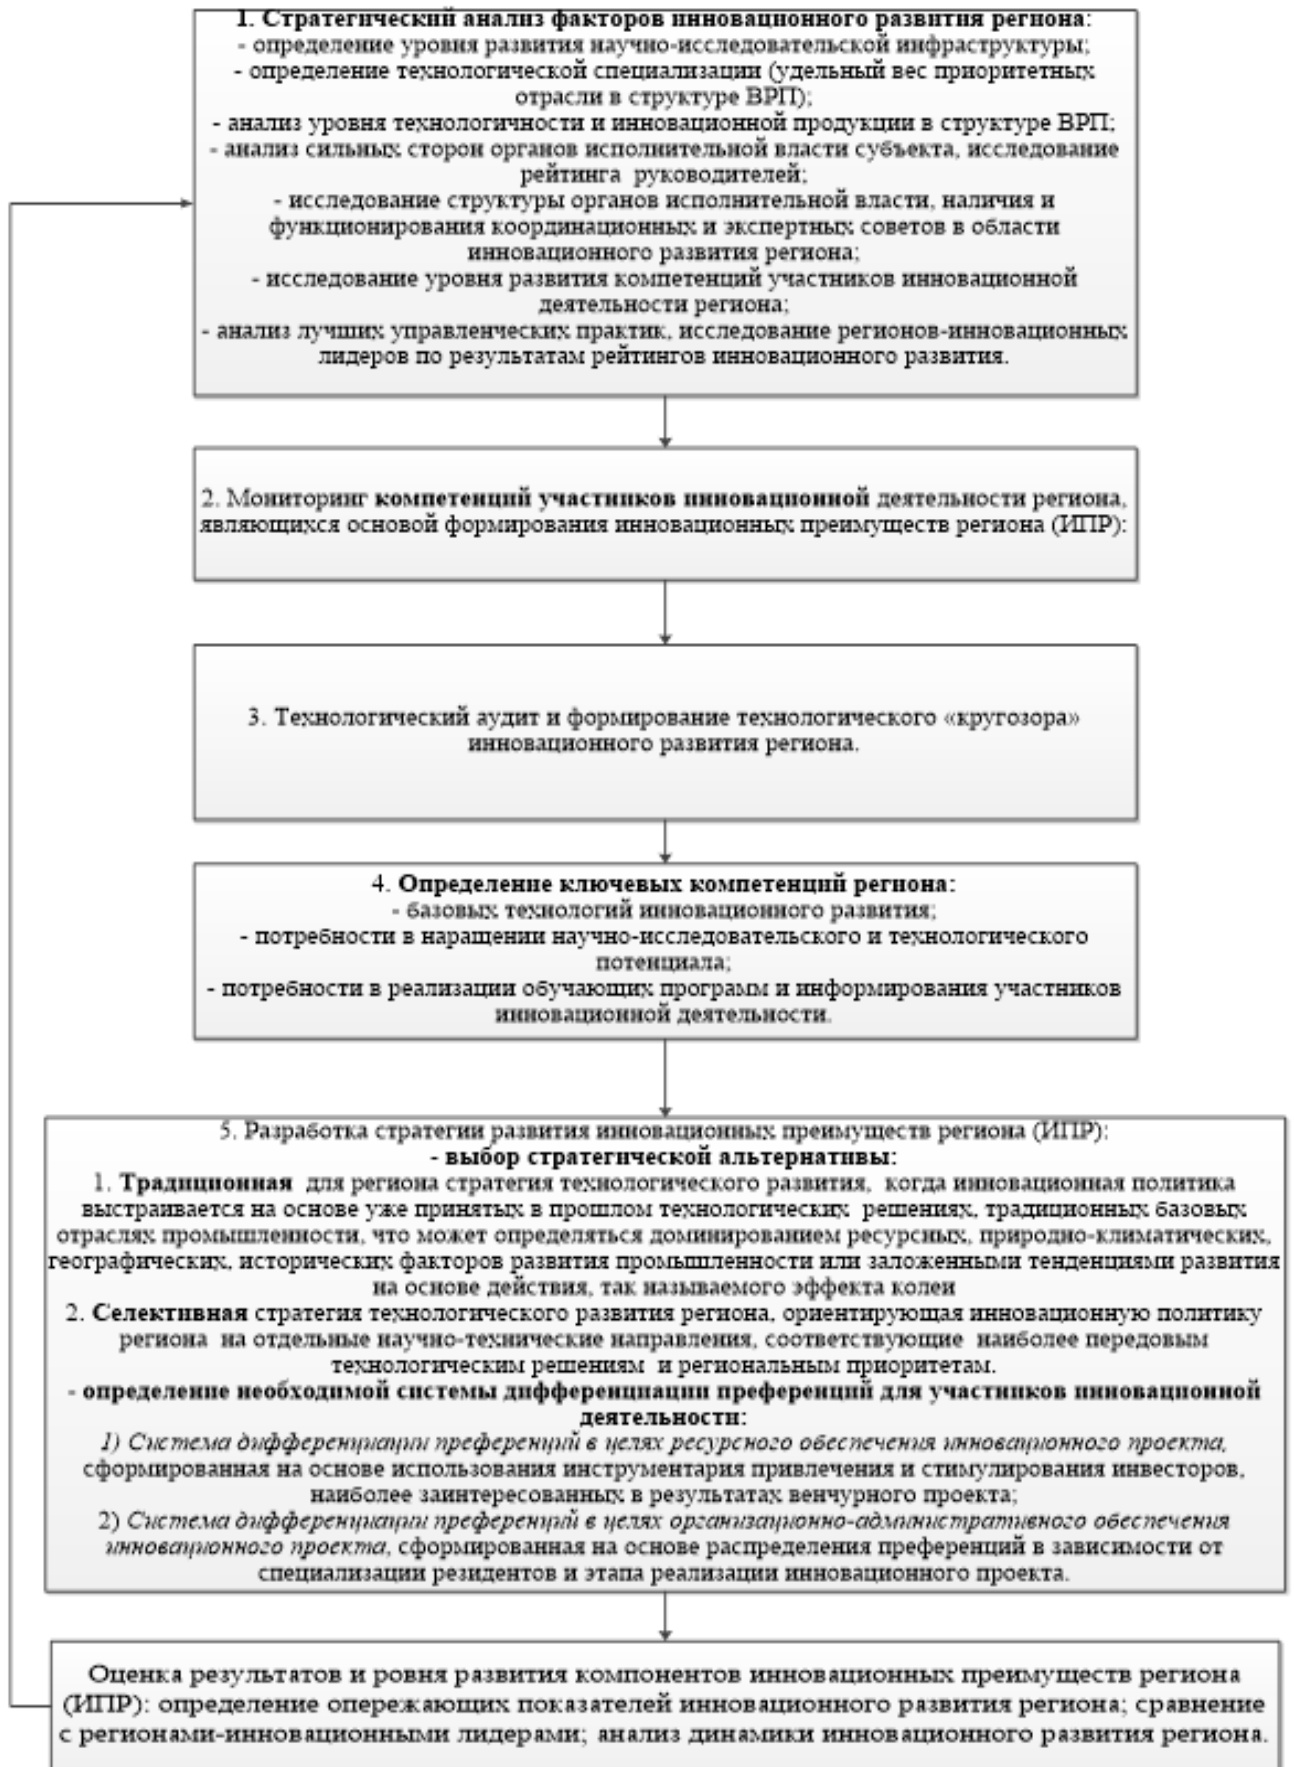 1. Стратегический анализ факторов инновационного развития региона:
- определение уровня развития научно-исследовательской инфраструктуры;
- определение технологической специализации (удельный вес приоритетных
отрасли в структуре ВРП);
- анализ уровня технологичности и инновационной продукции в структуре ВРП;
- анализ сильных сторон органов исполнительной власти субъекта, исследование
рейтинга руководителей;
- исследование структуры органов исполнительной власти, наличия и
функционирования координационных и экспертных советов в области
инновационного развития региона;
- исследование уровня развития компетенций участников инновационной
деятельности региона;
- анализ лучших управленческих практик, исследование регионов-инновационных
лидеров по результатам рейтингов инновационного развития.
2. Мониторинг компетенций участников инновационной деятельности региона,
являющихся основой формирования инновационных преимуществ региона (ИПР):
3. Технологический аудит и формирование технологического «кругозора»
инновационного развития региона.
4. Определение ключевых компетенций региона:
- базовых технологий инновационного развития;
- потребности в наращении научно-исследовательского и технологического
потенциала;
- потребности в реализации обучающих программ и информирования участников
инновационной деятельности.
5. Разработка стратегии развития инновационных преимуществ региона (ИПР):
- выбор стратегической альтернативы:
1. Традиционная для региона стратегия технологического развития, когда инновационная политика
выстраивается на основе уже принятых в прошлом технологических решениях, традиционных базовых
отраслях промышленности, что может определяться доминированием ресурсных, природно-климатических,
географических, исторических факторов развития промышленности или заложенными тенденциями развития
на основе действия, так называемого эффекта колеи
2. Селективная стратегия технологического развития региона, ориентирующая инновационную политику
региона на отдельные научно-технические направления, соответствующие наиболее передовым
технологическим решениям и региональным приоритетам.
- определение необходимой системы дифференциации преференций для участников инновационной
деятельности:
1) Система дифференциации преференций в целях ресурсного обеспечения инновационного проекта,
сформированная на основе использования инструментария привлечения и стимулирования инвесторов,
наиболее заинтересованных в результатах венчурного проекта;
2) Система дифференциации преференций в целях организационно-административного обеспечения
инновационного проекта, сформированная на основе распределения преференций в зависимости от
специализации резидентов и этапа реализации инновационного проекта.
Оценка результатов и ровня развития компонентов инновационных преимуществ региона
(ИПР): определение опережающих показателей инновационного развития региона; сравнение
с регионами-инновационными лидерами; анализ динамики инновационного развития региона.